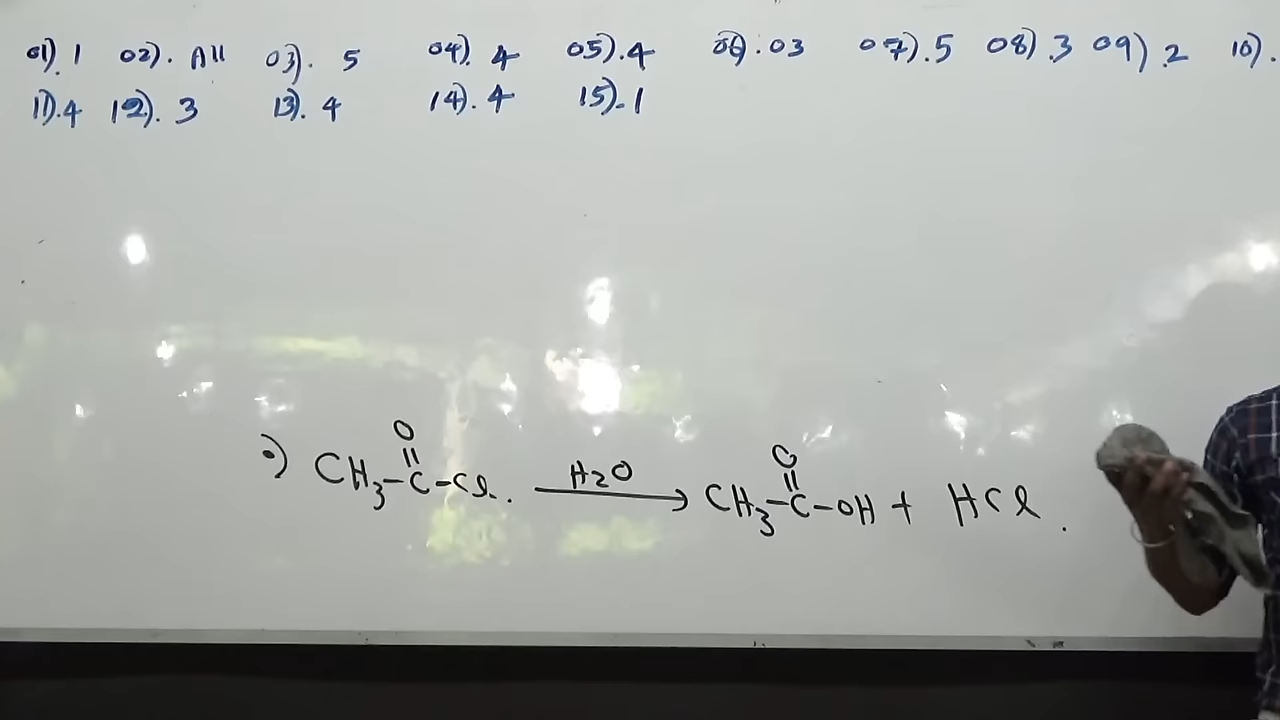 01). 1 02). All 03). 5 04). 4 05). 4 06). 03 07). 5 08). 3 09) .2 10).
11). 4 12). 3 13). 4 14). 4 15). 1
O O
•) CH3-C-Cl.. H2O → CH3-C-OH + HCl.